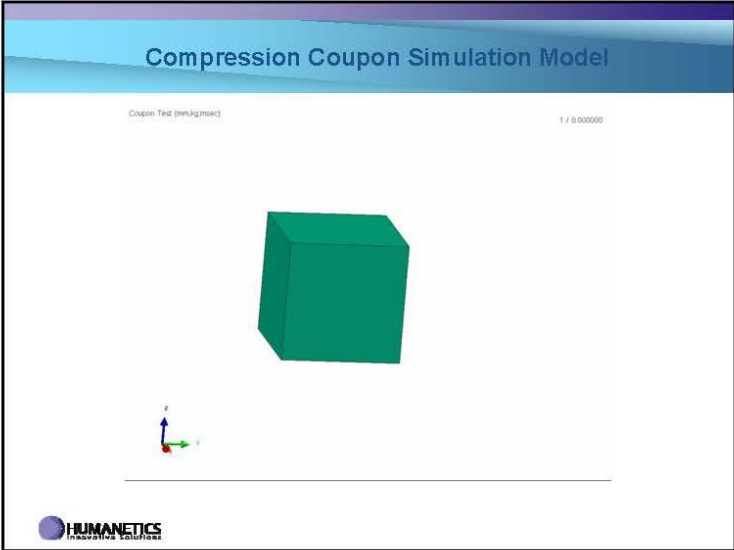 Compression Coupon Simulation Model
Coupon Test (mm,kg,msec)
1 / 0.000000
Z
Y
HUMANETICS
Innovative Solutions